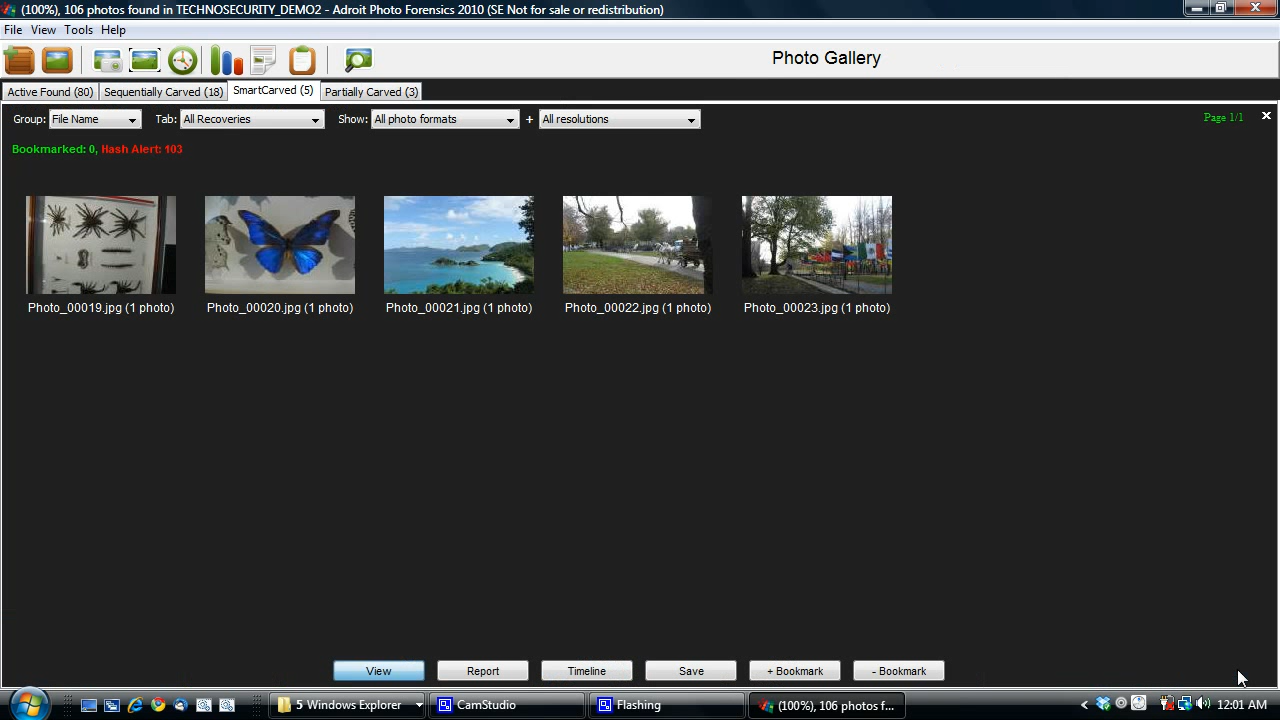 (100%), 106 photos found in TECHNOSECURITY_DEMO2 - Adroit Photo Forensics 2010 (SE Not for sale or redistribution)
File View Tools Help
Photo Gallery
Active Found (80) Sequentially Carved (18) SmartCarved (5) Partially Carved (3)
Group: File Name Tab: All Recoveries Show: All photo formats + All resolutions Page 1/1
Bookmarked: 0, Hash Alert: 103
Photo_00019.jpg (1 photo) Photo_00020.jpg (1 photo) Photo_00021.jpg (1 photo) Photo_00022.jpg (1 photo) Photo_00023.jpg (1 photo)
View Report Timeline Save + Bookmark - Bookmark
5 Windows Explorer CamStudio Flashing (100%), 106 photos f... 12:01 AM